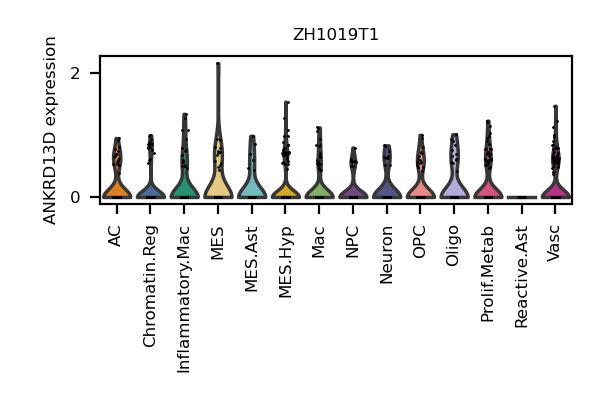 ZH1019T1
ANKRD13D expression
2
0
AC
Chromatin.Reg
Inflammatory.Mac
MES
MES.Ast
MES.Hyp
Mac
NPC
Neuron
OPC
Oligo
Prolif.Metab
Reactive.Ast
Vasc